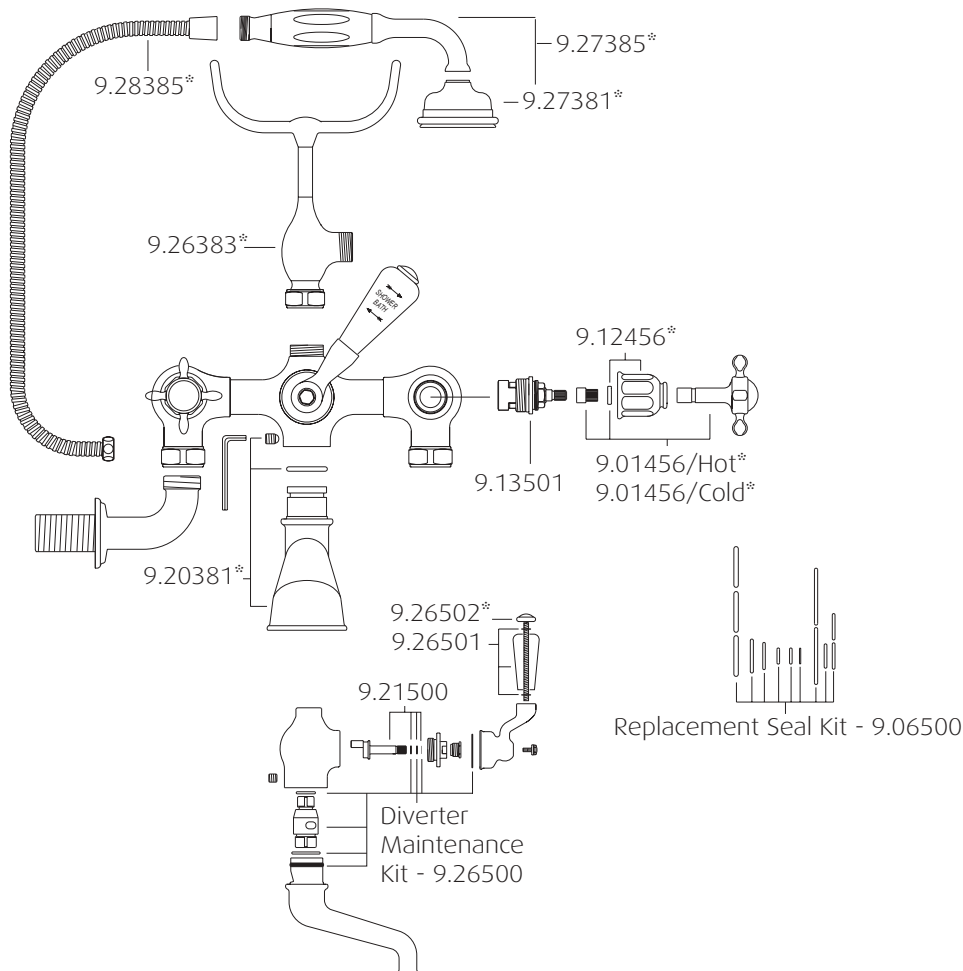 9.27385*
9.28385*
9.27381*
9.26383*
SHOWER
BATH
9.12456*
9.13501
9.01456/Hot*
9.01456/Cold*
9.20381*
9.26502*
9.26501
9.21500
Replacement Seal Kit - 9.06500
Diverter
Maintenance
Kit - 9.26500